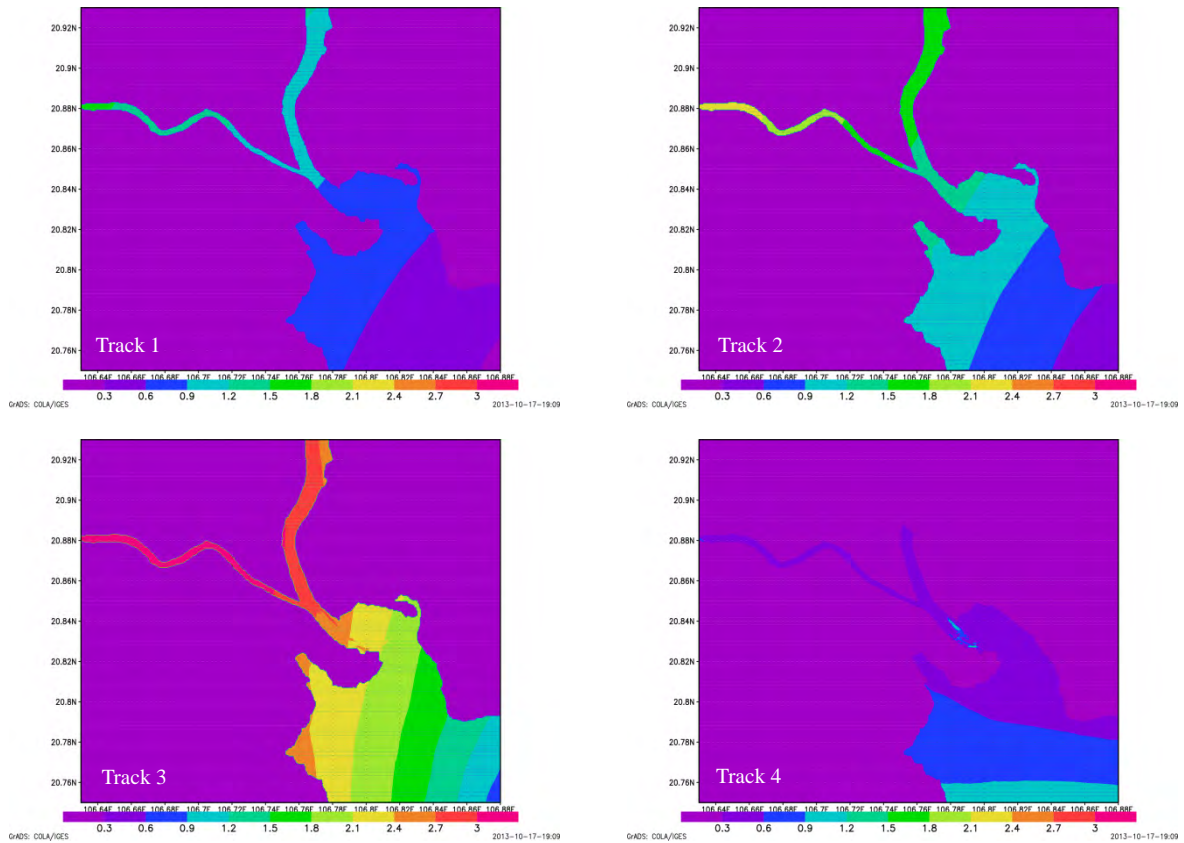 20.92N
20.9N
20.88N
20.86N
20.84N
20.82N
20.8N
20.78N
20.76N
Track 1
106.64E 106.66E 106.68E 106.7E 106.72E 106.74E 106.76E 106.78E 106.8E 106.82E 106.84E 106.86E 106.88E
0.3 0.6 0.9 1.2 1.5 1.8 2.1 2.4 2.7 3
GrADS: COLA/IGES 2013-10-17-19:09
20.92N
20.9N
20.88N
20.86N
20.84N
20.82N
20.8N
20.78N
20.76N
Track 2
106.64E 106.66E 106.68E 106.7E 106.72E 106.74E 106.76E 106.78E 106.8E 106.82E 106.84E 106.86E 106.88E
0.3 0.6 0.9 1.2 1.5 1.8 2.1 2.4 2.7 3
GrADS: COLA/IGES 2013-10-17-19:09
20.92N
20.9N
20.88N
20.86N
20.84N
20.82N
20.8N
20.78N
20.76N
Track 3
106.64E 106.66E 106.68E 106.7E 106.72E 106.74E 106.76E 106.78E 106.8E 106.82E 106.84E 106.86E 106.88E
0.3 0.6 0.9 1.2 1.5 1.8 2.1 2.4 2.7 3
GrADS: COLA/IGES 2013-10-17-19:09
20.92N
20.9N
20.88N
20.86N
20.84N
20.82N
20.8N
20.78N
20.76N
Track 4
106.64E 106.66E 106.68E 106.7E 106.72E 106.74E 106.76E 106.78E 106.8E 106.82E 106.84E 106.86E 106.88E
0.3 0.6 0.9 1.2 1.5 1.8 2.1 2.4 2.7 3
GrADS: COLA/IGES 2013-10-17-19:09